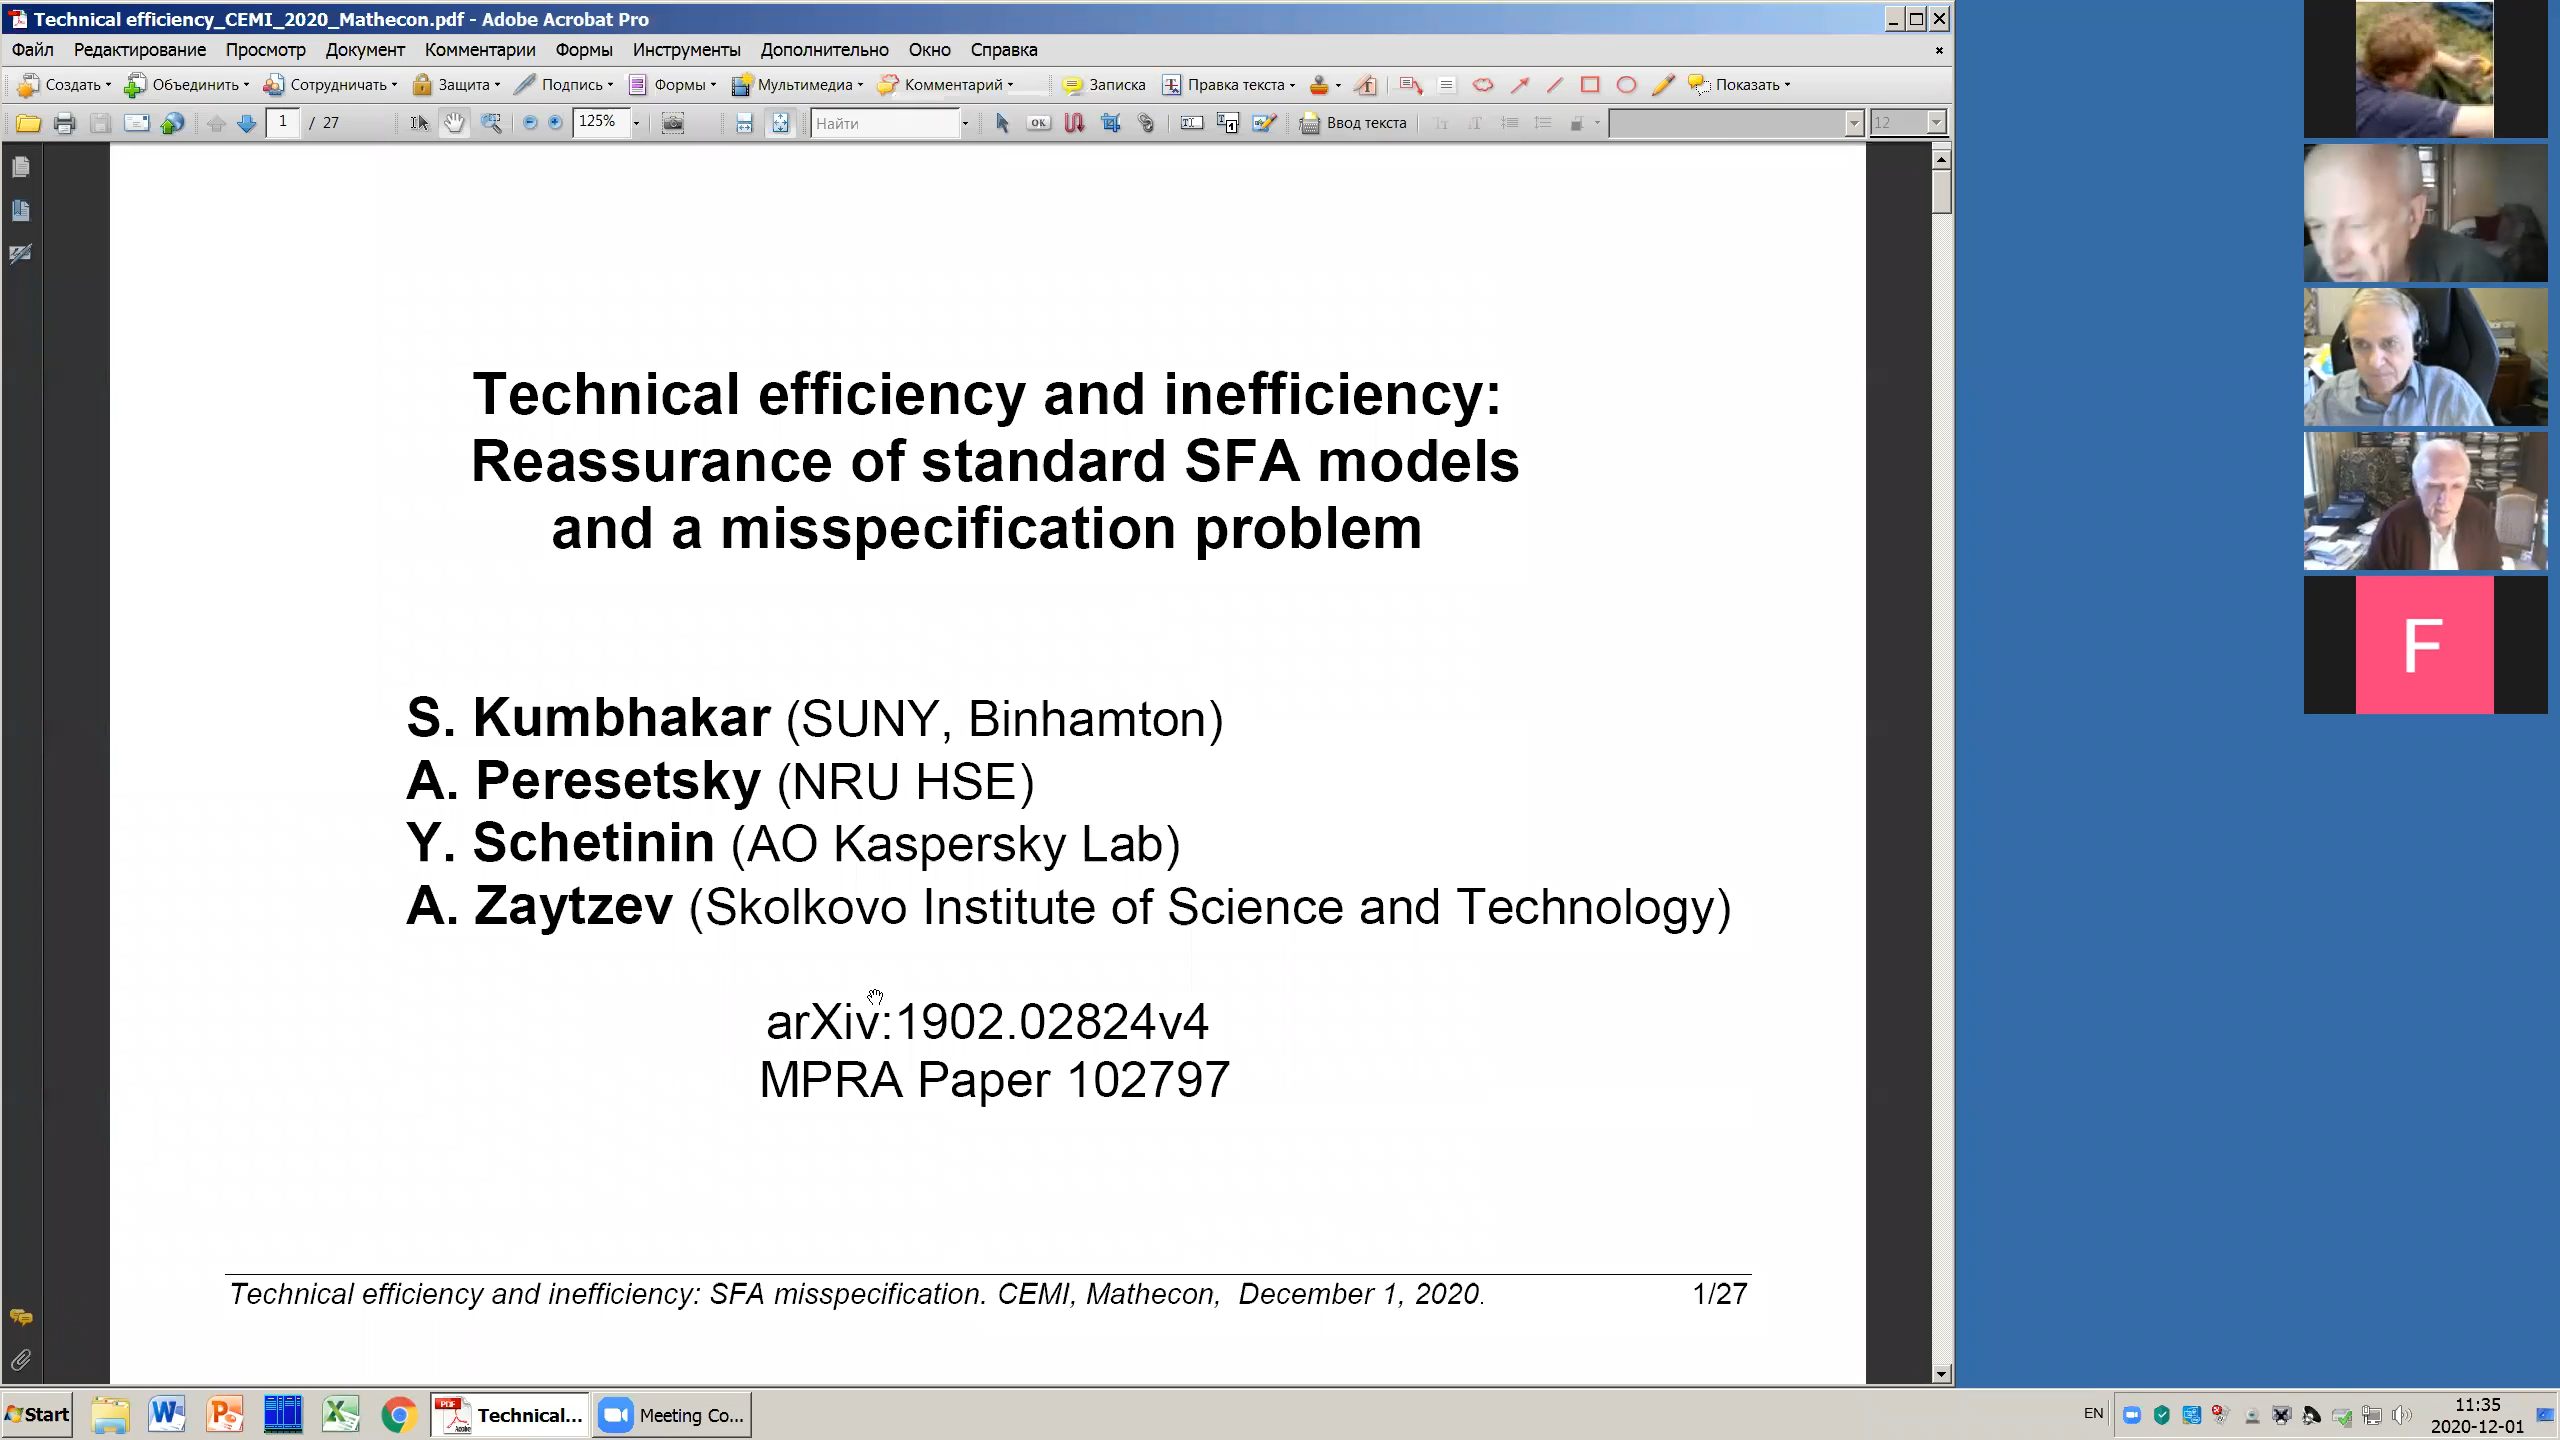 Technical efficiency_CEMI_2020_Mathecon.pdf - Adobe Acrobat Pro
Файл Редактирование Просмотр Документ Комментарии Формы Инструменты Дополнительно Окно Справка
Создать Объединить Сотрудничать Защита Подпись Формы Мультимедиа Комментарий Записка Правка текста Показать
1 / 27 125% Найти OK Ввод текста 12
Technical efficiency and inefficiency:
Reassurance of standard SFA models
and a misspecification problem
S. Kumbhakar (SUNY, Binhamton)
A. Peresetsky (NRU HSE)
Y. Schetinin (AO Kaspersky Lab)
A. Zaytzev (Skolkovo Institute of Science and Technology)
arXiv:1902.02824v4
MPRA Paper 102797
Technical efficiency and inefficiency: SFA misspecification. CEMI, Mathecon, December 1, 2020. 1/27
F
Start Technical... Meeting Co... EN 11:35
2020-12-01